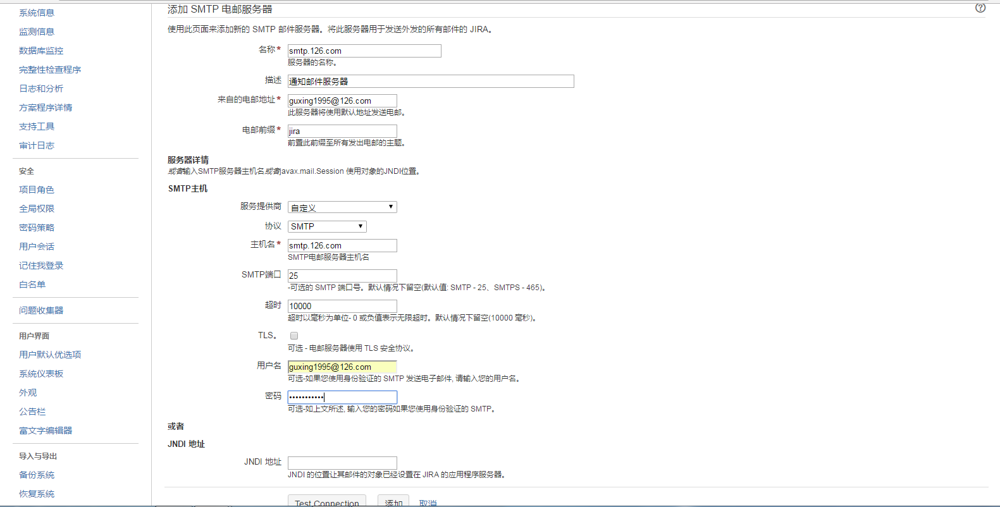 系统信息
监测信息
数据库监控
完整性检查程序
日志和分析
方案程序详情
支持工具
审计日志
安全
项目角色
全局权限
密码策略
用户会话
记住我登录
白名单
问题收集器
用户界面
用户默认优选项
系统仪表板
外观
公告栏
富文字编辑器
导入与导出
备份系统
恢复系统
添加 SMTP 电邮服务器
使用此页面来添加新的 SMTP 邮件服务器。将此服务器用于发送外发的所有邮件的 JIRA。
名称* smtp.126.com
服务器的名称。
描述 通知邮件服务器
来自的电邮地址* guxing1995@126.com
此服务器将使用默认地址发送电邮。
电邮前缀* jira
前置此前缀至所有发出电邮的主题。
服务器详情
或者输入SMTP服务器主机名或者javax.mail.Session 使用对象的JNDI位置。
SMTP主机
服务提供商 自定义
协议 SMTP
主机名* smtp.126.com
SMTP电邮服务器主机名
SMTP端口 25
-可选的 SMTP 端口号。默认情况下留空(默认值: SMTP - 25、SMTPS - 465)。
超时 10000
超时以毫秒为单位- 0 或负值表示无限超时。默认情况下留空(10000 毫秒)。
TLS。
可选 - 电邮服务器使用 TLS 安全协议。
用户名 guxing1995@126.com
可选-如果您使用身份验证的 SMTP 发送电子邮件, 请输入您的用户名。
密码 •••••••••••
可选-如上文所述, 输入您的密码如果您使用身份验证的 SMTP。
或者
JNDI 地址
JNDI 地址
JNDI 的位置让其邮件的对象已经设置在 JIRA 的应用程序服务器。
Test Connection 添加 取消